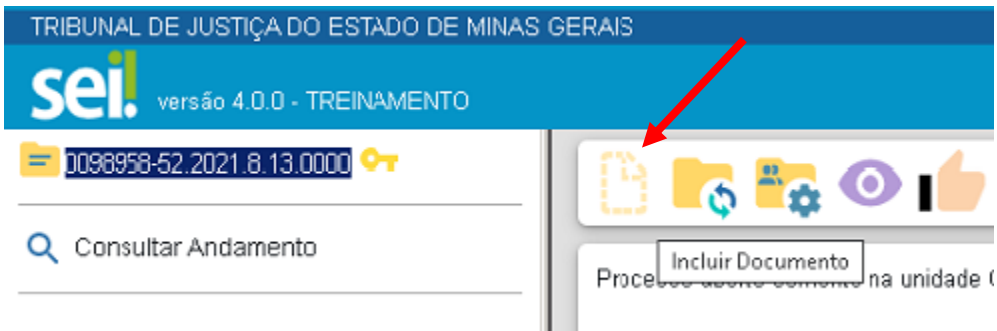 TRIBUNAL DE JUSTIÇA DO ESTADO DE MINAS GERAIS
sei!
versão 4.0.0 - TREINAMENTO
0098958-52.2021.8.13.0000
Consultar Andamento
Incluir Documento
Processo aberto somente na unidade